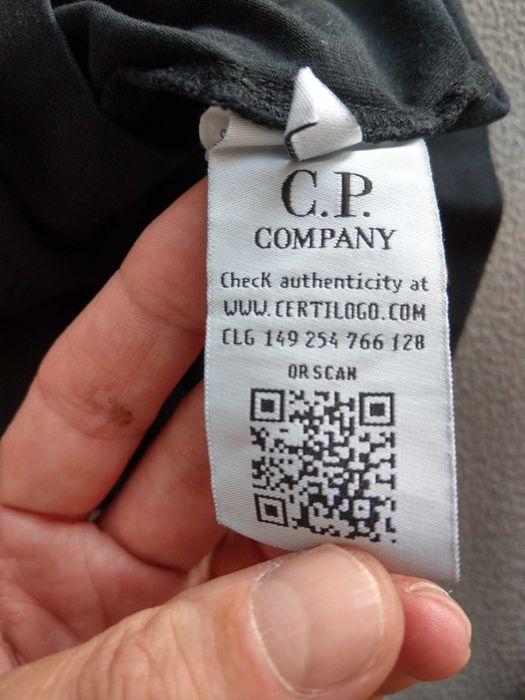 C.P.
COMPANY
Check authenticity at
WWW.CERTILOGO.COM
CLG 149 254 766 128
OR SCAN